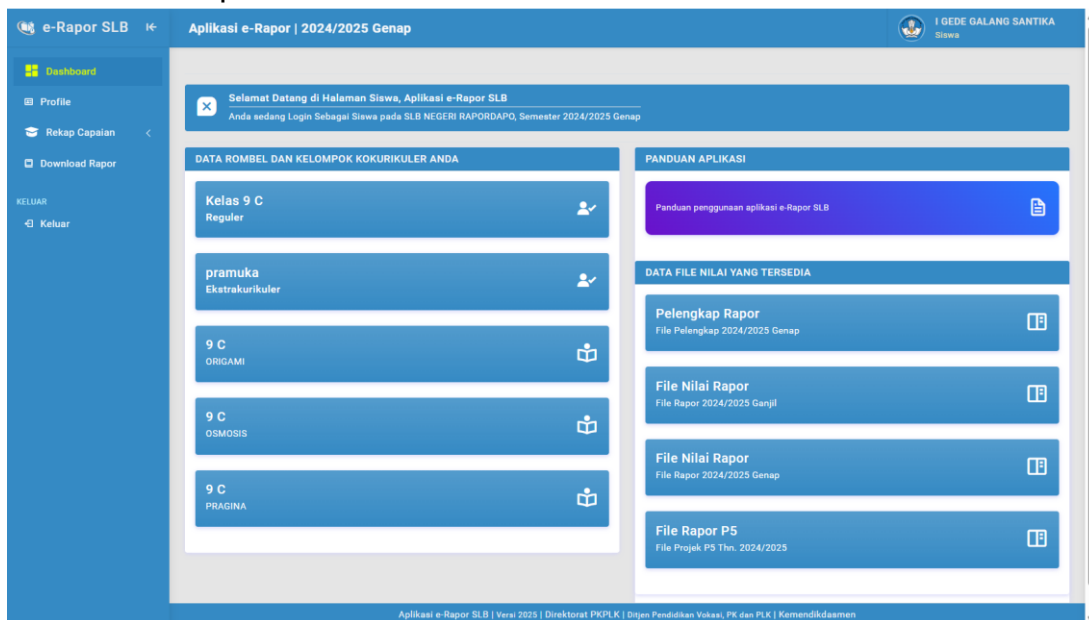 e-Rapor SLB
Aplikasi e-Rapor | 2024/2025 Genap
I GEDE GALANG SANTIKA
Siswa
Dashboard
Profile
Rekap Capaian
Download Rapor
KELUAR
Keluar
Selamat Datang di Halaman Siswa, Aplikasi e-Rapor SLB
Anda sedang Login Sebagai Siswa pada SLB NEGERI RAPORDAPO, Semester 2024/2025 Genap
DATA ROMBEL DAN KELOMPOK KOKURIKULER ANDA
Kelas 9 C
Reguler
pramuka
Ekstrakurikuler
9 C
ORIGAMI
9 C
OSMOSIS
9 C
PRAGINA
PANDUAN APLIKASI
Panduan penggunaan aplikasi e-Rapor SLB
DATA FILE NILAI YANG TERSEDIA
Pelengkap Rapor
File Pelengkap 2024/2025 Genap
File Nilai Rapor
File Rapor 2024/2025 Ganjil
File Nilai Rapor
File Rapor 2024/2025 Genap
File Rapor P5
File Projek P5 Thn. 2024/2025
Aplikasi e-Rapor SLB | Versi 2025 | Direktorat PKPLK | Ditjen Pendidikan Vokasi, PK dan PLK | Kemendikdasmen